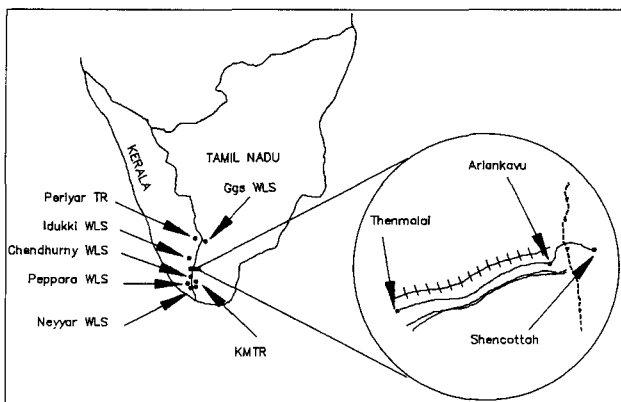 KERALA
TAMIL NADU
Ggs WLS
Periyar TR
Idukki WLS
Chendhurny WLS
Peppara WLS
Neyyar WLS
KMTR
Ariankavu
Thenmalai
Shencottah